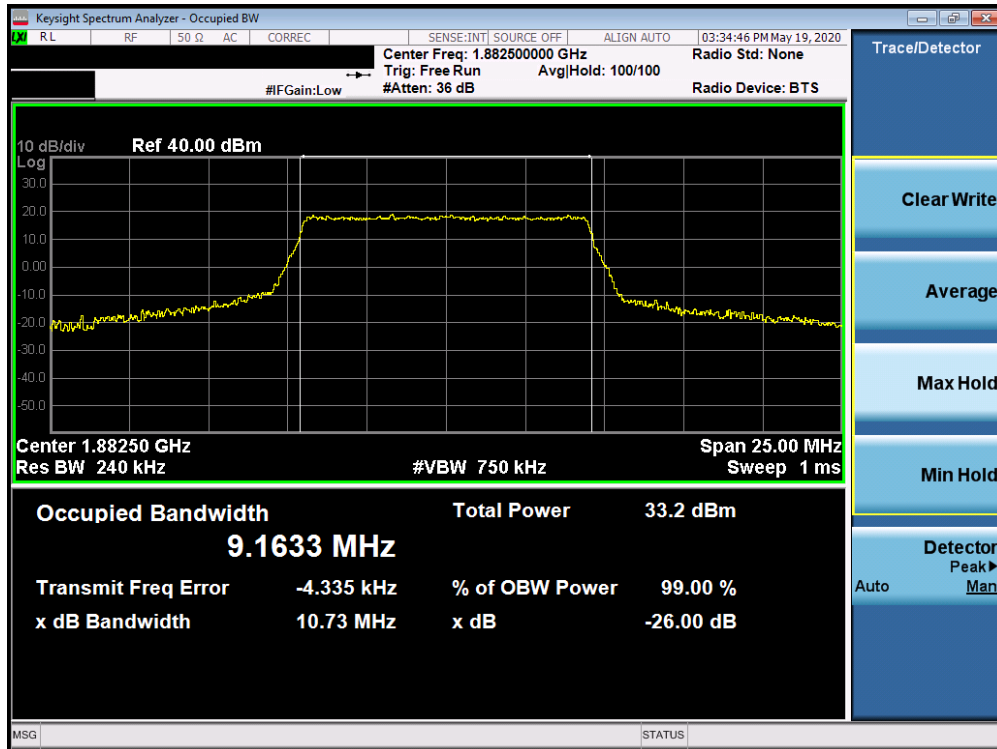 Keysight Spectrum Analyzer - Occupied BW
LXI RL RF 50 Ω AC CORREC SENSE:INT SOURCE OFF ALIGN AUTO 03:34:46 PM May 19, 2020
Center Freq: 1.882500000 GHz Radio Std: None
Trig: Free Run Avg|Hold: 100/100
#IFGain:Low #Atten: 36 dB Radio Device: BTS
Trace/Detector
10 dB/div Ref 40.00 dBm
Log
30.0
20.0
10.0
0.00
-10.0
-20.0
-30.0
-40.0
-50.0
Center 1.88250 GHz Span 25.00 MHz
Res BW 240 kHz #VBW 750 kHz Sweep 1 ms
Occupied Bandwidth Total Power 33.2 dBm
9.1633 MHz
Transmit Freq Error -4.335 kHz % of OBW Power 99.00 %
x dB Bandwidth 10.73 MHz x dB -26.00 dB
Clear Write
Average
Max Hold
Min Hold
Detector
Peak▶
Auto Man
MSG STATUS